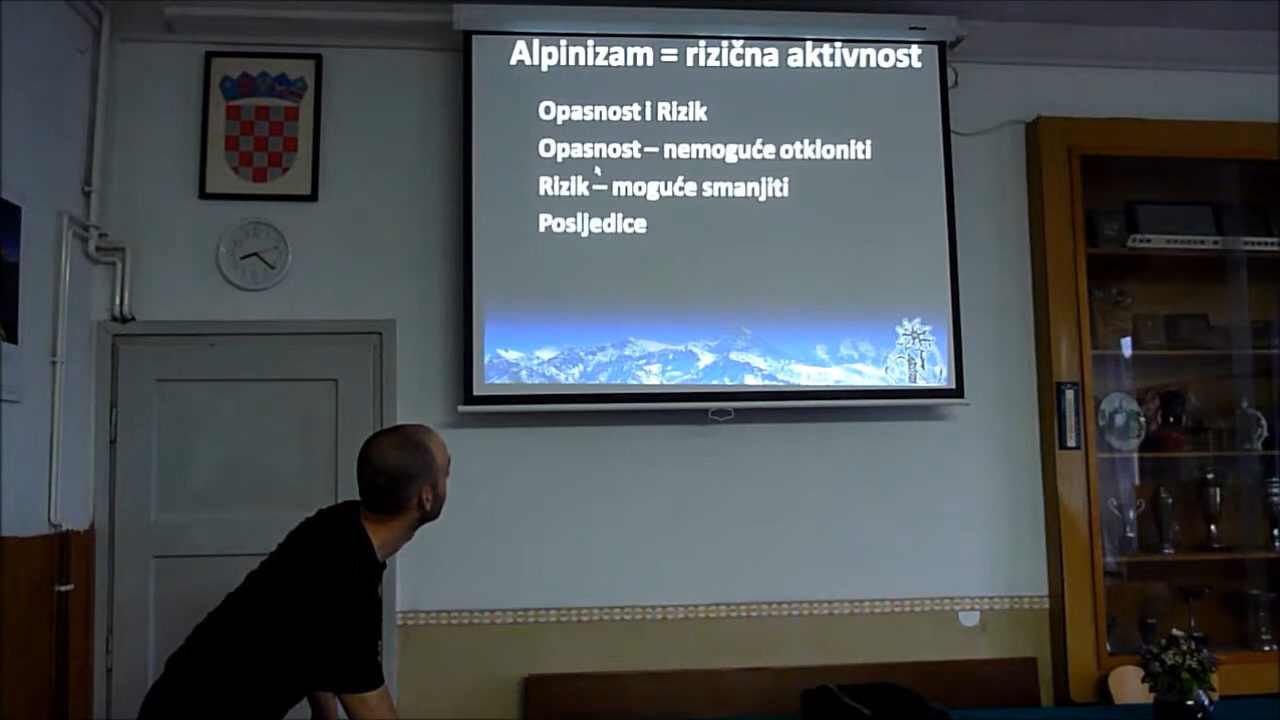 Alpinizam = rizična aktivnost
Opasnost i Rizik
Opasnost – nemoguće otkloniti
Rizik – moguće smanjiti
Posljedice